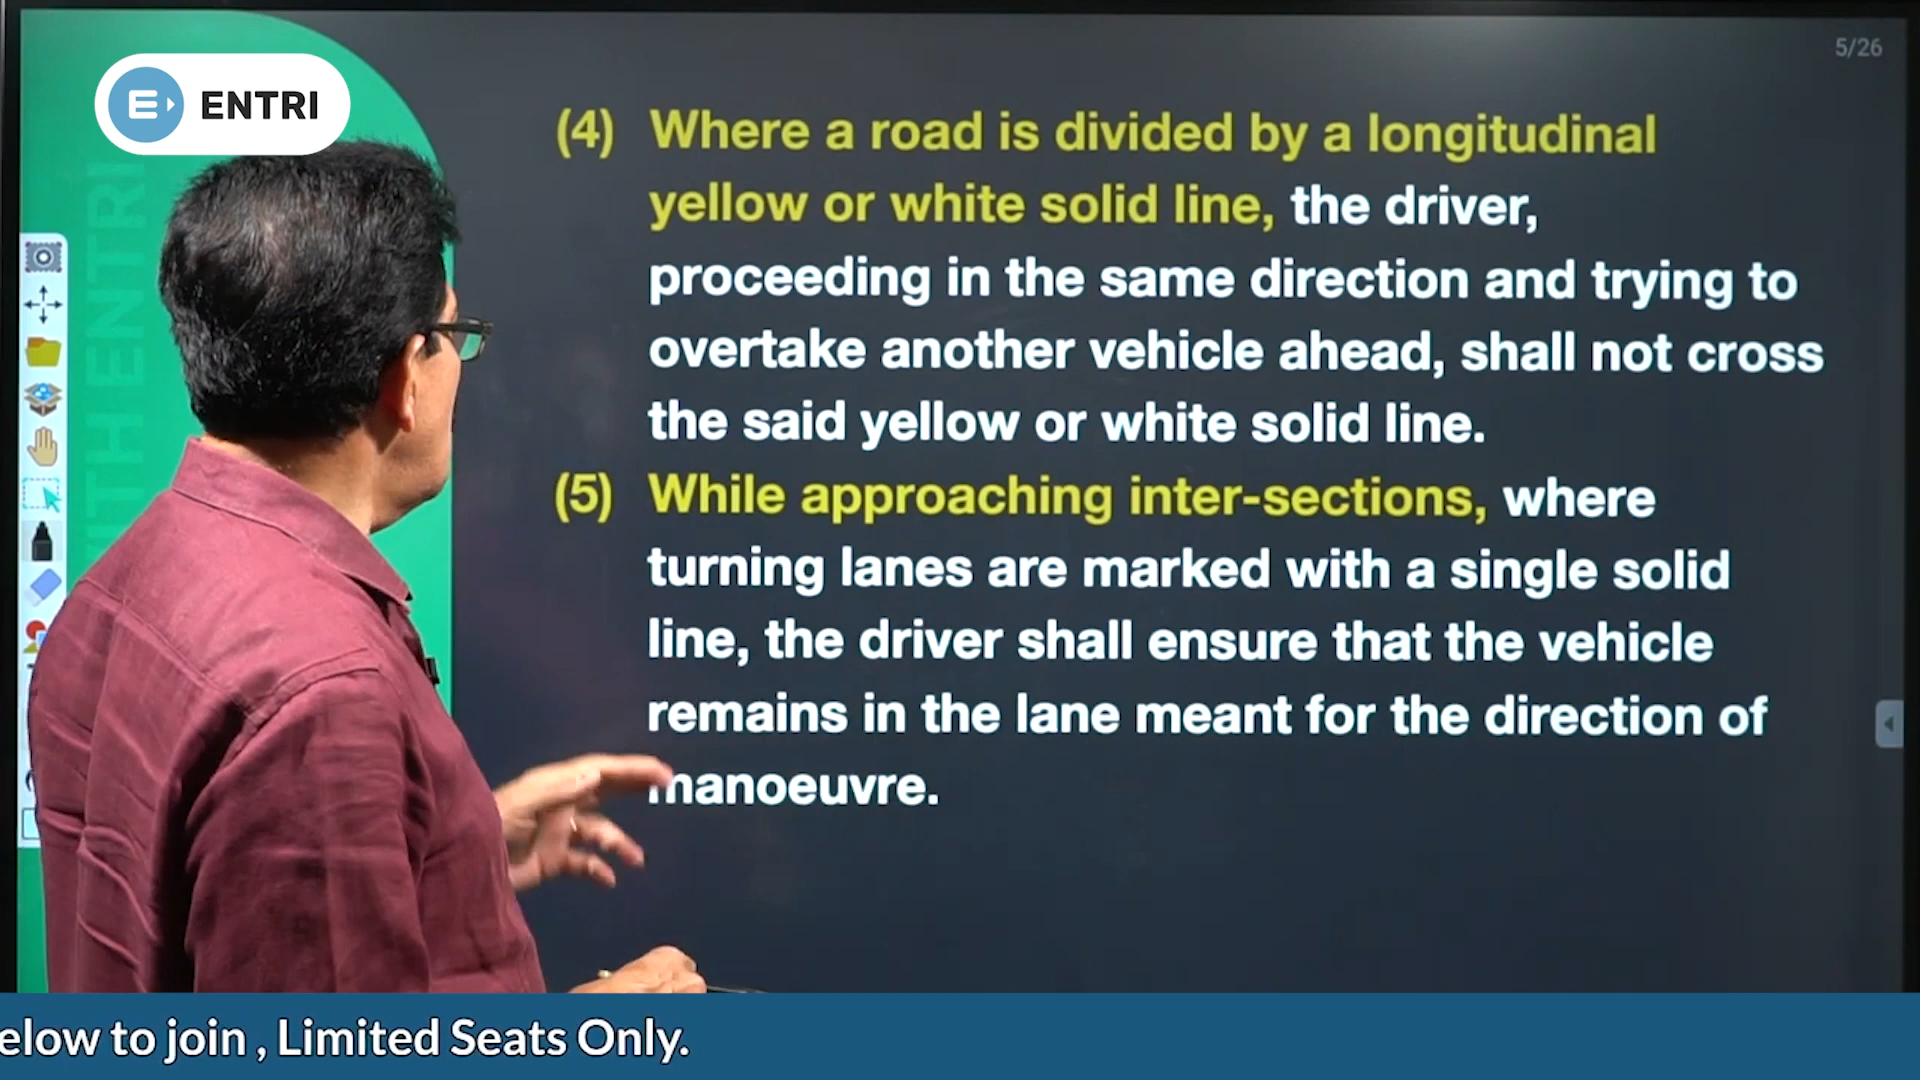 5/26
ENTRI
(4) Where a road is divided by a longitudinal
yellow or white solid line, the driver,
proceeding in the same direction and trying to
overtake another vehicle ahead, shall not cross
the said yellow or white solid line.
(5) While approaching inter-sections, where
turning lanes are marked with a single solid
line, the driver shall ensure that the vehicle
remains in the lane meant for the direction of
manoeuvre.
WITH ENTRI
elow to join , Limited Seats Only.